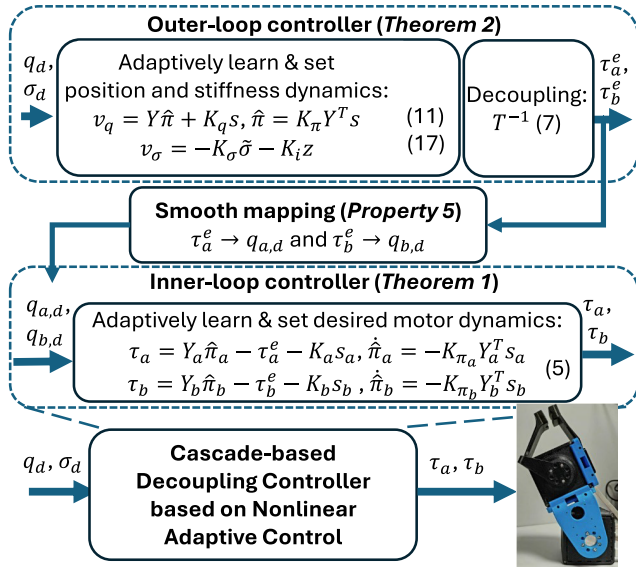 Outer-loop controller (Theorem 2)
q_d,
σ_d
Adaptively learn & set
position and stiffness dynamics:
v_q = Yπ̂ + K_q s, π̂ = K_π Y^T s (11)
v_σ = −K_σ σ̃ − K_i z (17)
Decoupling:
T^{-1} (7)
τ_a^e,
τ_b^e
Smooth mapping (Property 5)
τ_a^e → q_{a,d} and τ_b^e → q_{b,d}
Inner-loop controller (Theorem 1)
q_{a,d},
q_{b,d}
Adaptively learn & set desired motor dynamics:
τ_a = Y_a π̂_a − τ_a^e − K_a s_a, π̂̇_a = −K_{π_a} Y_a^T s_a
τ_b = Y_b π̂_b − τ_b^e − K_b s_b , π̂̇_b = −K_{π_b} Y_b^T s_b
(5)
τ_a,
τ_b
q_d, σ_d
Cascade-based
Decoupling Controller
based on Nonlinear
Adaptive Control
τ_a, τ_b